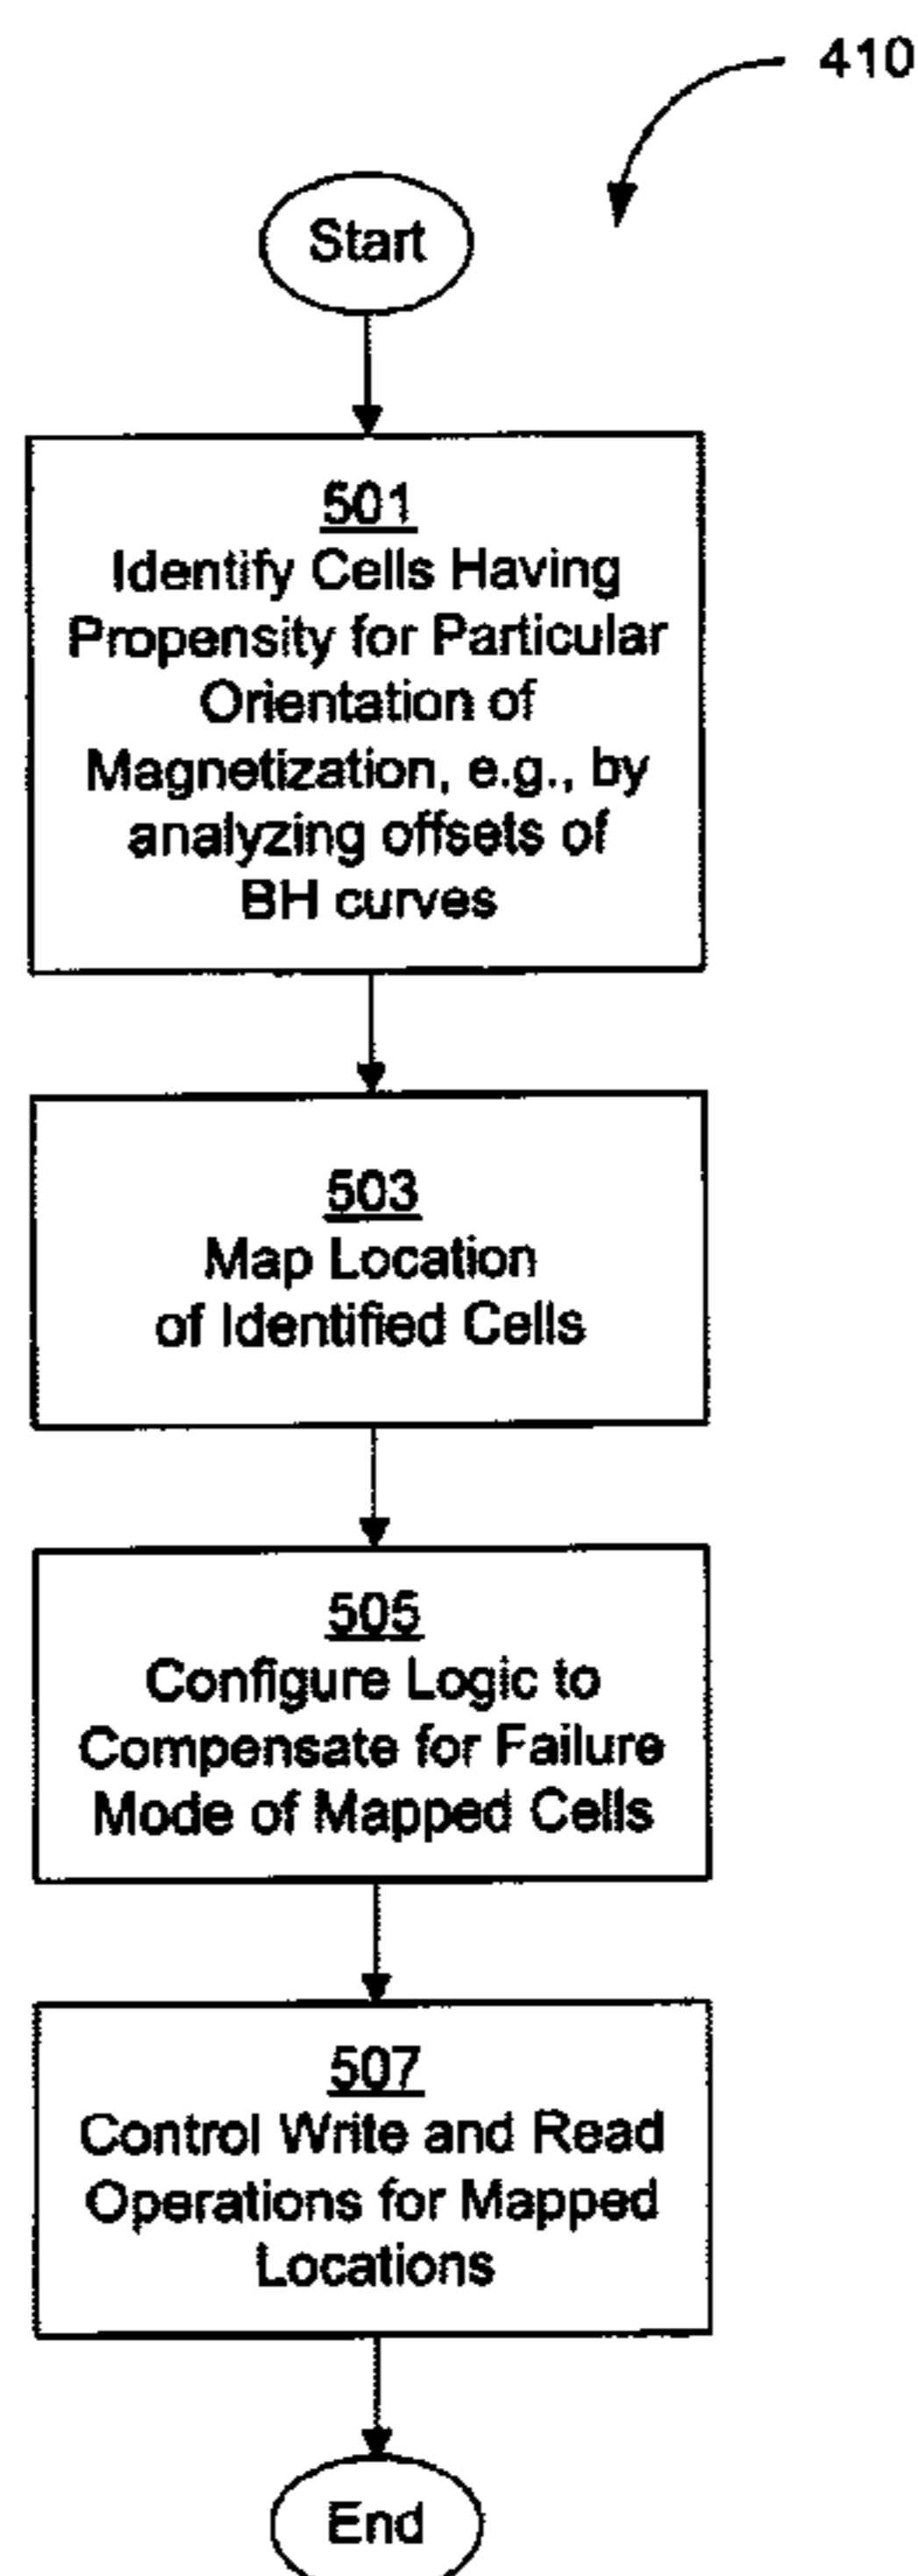 410
Start
501
Identify Cells Having
Propensity for Particular
Orientation of
Magnetization, e.g., by
analyzing offsets of
BH curves
503
Map Location
of Identified Cells
505
Configure Logic to
Compensate for Failure
Mode of Mapped Cells
507
Control Write and Read
Operations for Mapped
Locations
End